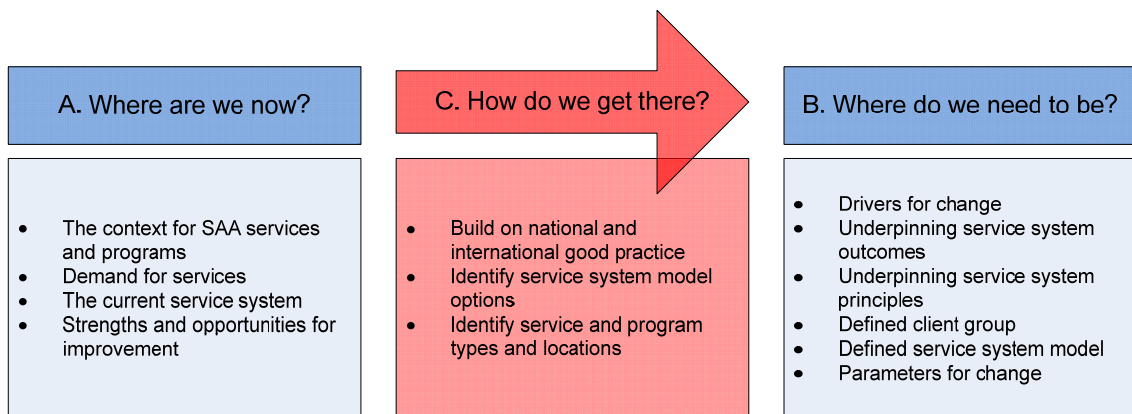 A. Where are we now?
• The context for SAA services
and programs
• Demand for services
• The current service system
• Strengths and opportunities for
improvement
C. How do we get there?
• Build on national and
international good practice
• Identify service system model
options
• Identify service and program
types and locations
B. Where do we need to be?
• Drivers for change
• Underpinning service system
outcomes
• Underpinning service system
principles
• Defined client group
• Defined service system model
• Parameters for change